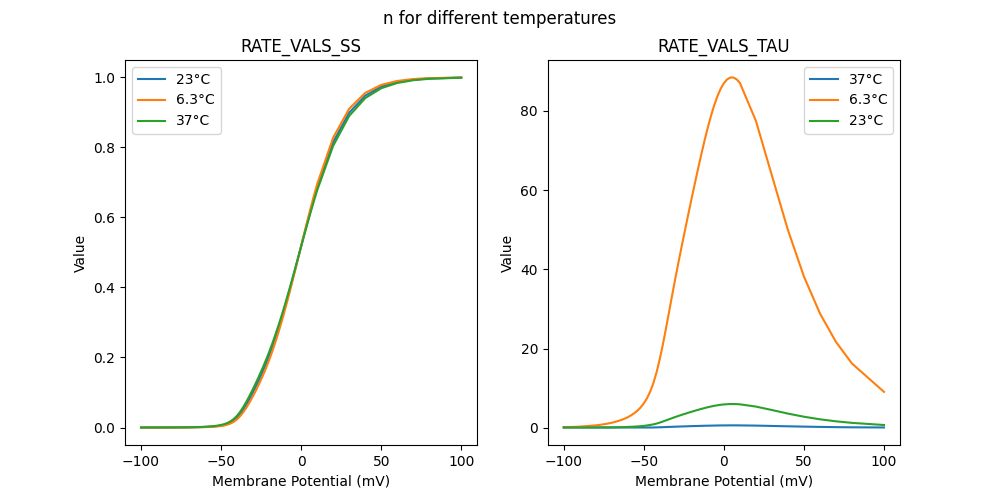 n for different temperatures
RATE_VALS_SS
23°C
6.3°C
37°C
1.0
0.8
0.6
0.4
0.2
0.0
Value
−100
−50
0
50
100
Membrane Potential (mV)
RATE_VALS_TAU
37°C
6.3°C
23°C
80
60
40
20
0
Value
−100
−50
0
50
100
Membrane Potential (mV)